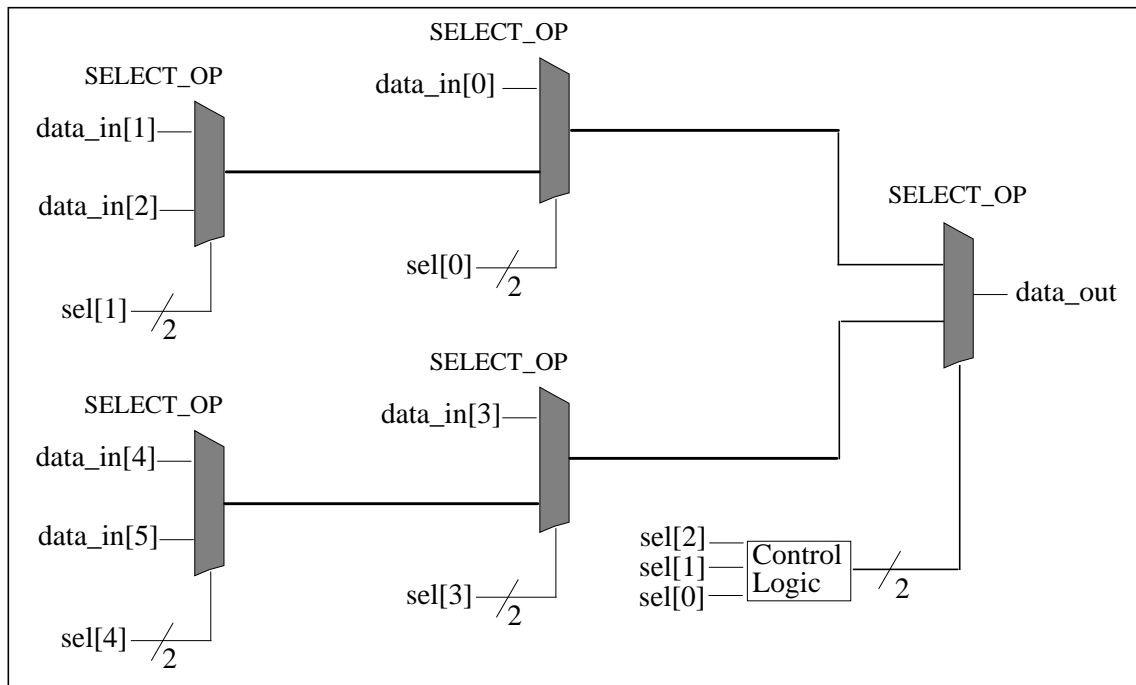 SELECT_OP
data_in[0]
SELECT_OP
data_in[1]
data_in[2]
SELECT_OP
sel[0]
2
data_out
sel[1]
2
SELECT_OP
SELECT_OP
data_in[3]
data_in[4]
data_in[5]
sel[2]
sel[1]
sel[0]
Control
Logic
2
sel[3]
2
sel[4]
2